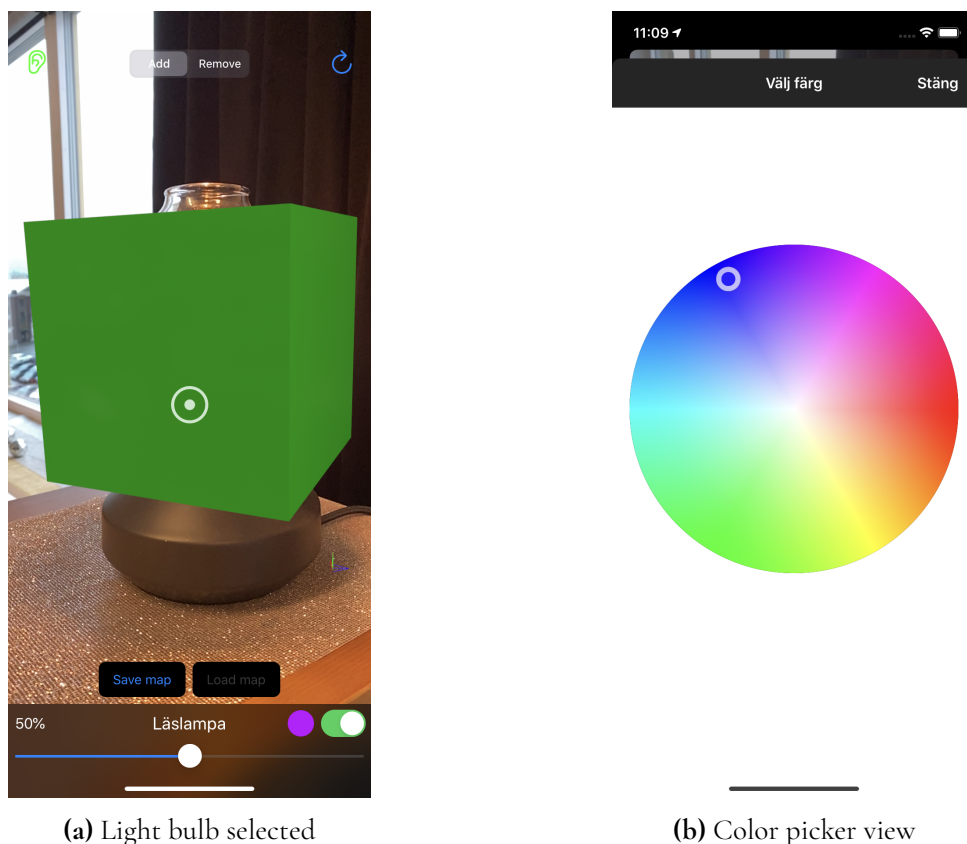 Add Remove
Save map Load map
50% Läslampa
(a) Light bulb selected
11:09
Välj färg Stäng
(b) Color picker view